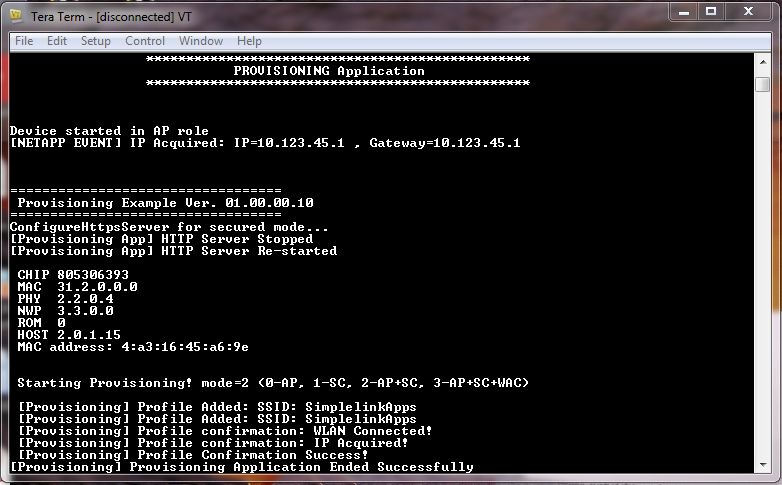 Tera Term - [disconnected] VT
File Edit Setup Control Window Help
************************************************
PROVISIONING Application
************************************************
Device started in AP role
[NETAPP EVENT] IP Acquired: IP=10.123.45.1 , Gateway=10.123.45.1
==================================
Provisioning Example Ver. 01.00.00.10
==================================
ConfigureHttpsServer for secured mode...
[Provisioning App] HTTP Server Stopped
[Provisioning App] HTTP Server Re-started
CHIP 805306393
MAC 31.2.0.0.0
PHY 2.2.0.4
NWP 3.3.0.0
ROM 0
HOST 2.0.1.15
MAC address: 4:a3:16:45:a6:9e
Starting Provisioning! mode=2 (0-AP, 1-SC, 2-AP+SC, 3-AP+SC+WAC)
[Provisioning] Profile Added: SSID: SimplelinkApps
[Provisioning] Profile Added: SSID: SimplelinkApps
[Provisioning] Profile confirmation: WLAN Connected!
[Provisioning] Profile confirmation: IP Acquired!
[Provisioning] Profile Confirmation Success!
[Provisioning] Provisioning Application Ended Successfully